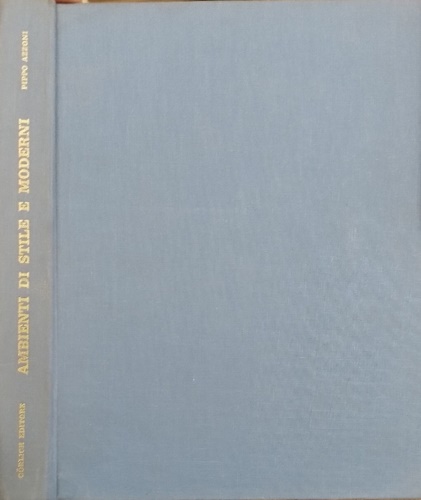 PIPPO AZZONI
AMBIENTI DI STILE E MODERNI
GÖRLICH EDITORE